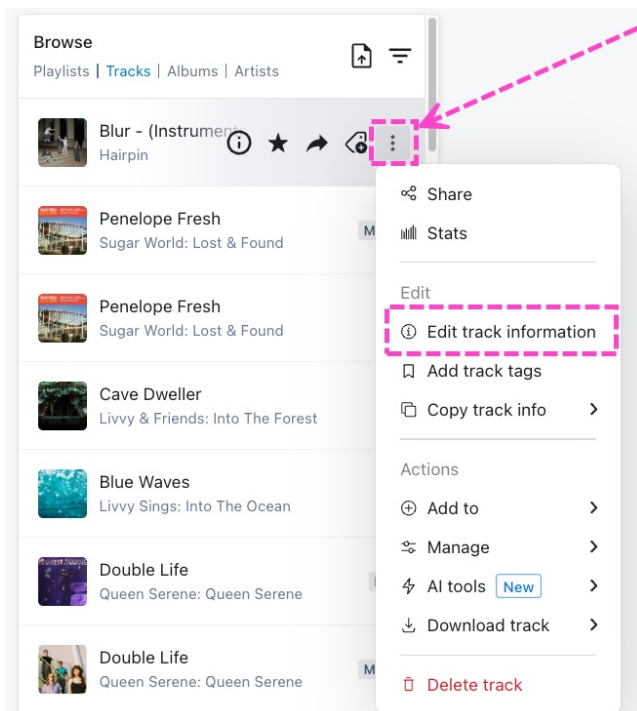 Browse
Playlists | Tracks | Albums | Artists
Blur - (Instrumen
Hairpin
Penelope Fresh
Sugar World: Lost & Found
M
Penelope Fresh
Sugar World: Lost & Found
Cave Dweller
Livvy & Friends: Into The Forest
Blue Waves
Livvy Sings: Into The Ocean
Double Life
Queen Serene: Queen Serene
Double Life
Queen Serene: Queen Serene
M
Share
Stats
Edit
Edit track information
Add track tags
Copy track info
Actions
Add to
Manage
AI tools New
Download track
Delete track